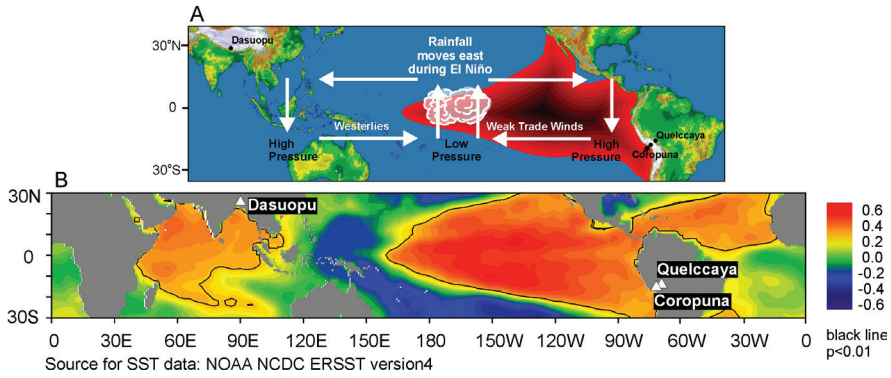 A
30°N
0
30°S
Dasuopu
Rainfall
moves east
during El Niño
Westerlies
Weak Trade Winds
High
Pressure
Low
Pressure
High
Pressure
Quelccaya
Coropuna
B
30N
0
30S
Dasuopu
Quelccaya
Coropuna
0 30E 60E 90E 120E 150E 180 150W 120W 90W 60W 30W 0
0.6
0.4
0.2
0.0
-0.2
-0.4
-0.6
black line
p<0.01
Source for SST data: NOAA NCDC ERSST version4